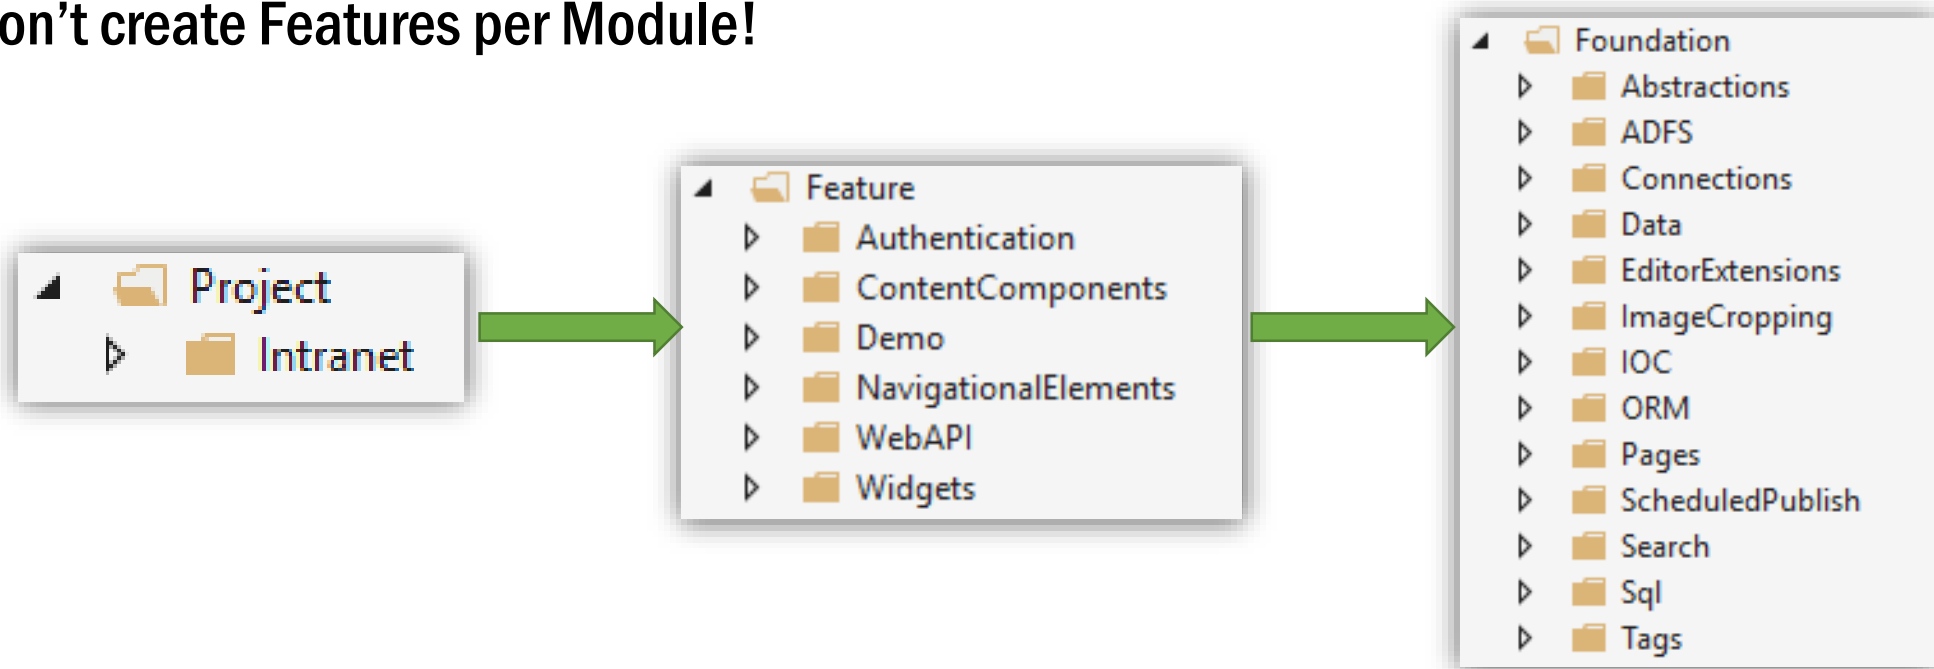 on't create Features per Module!
Project
Intranet
Feature
Authentication
ContentComponents
Demo
NavigationalElements
WebAPI
Widgets
Foundation
Abstractions
ADFS
Connections
Data
EditorExtensions
ImageCropping
IOC
ORM
Pages
ScheduledPublish
Search
Sql
Tags